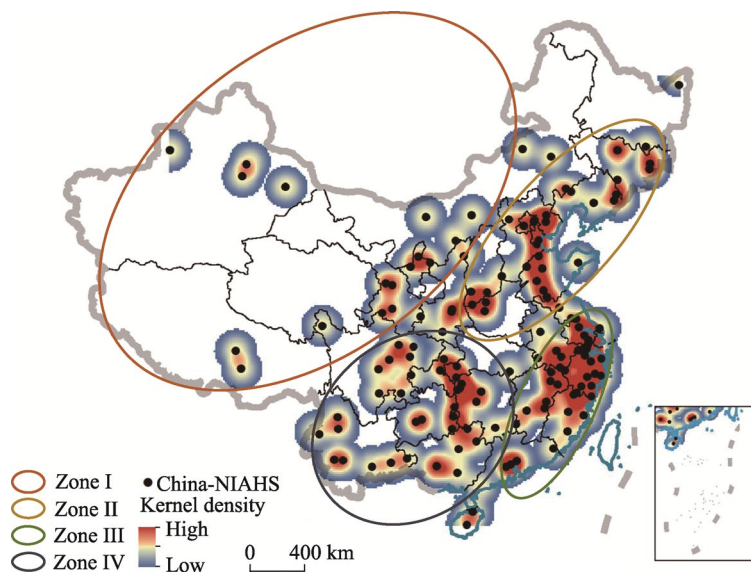 Zone I
Zone II
Zone III
Zone IV
China-NIAHS
Kernel density
High
Low
0 400 km